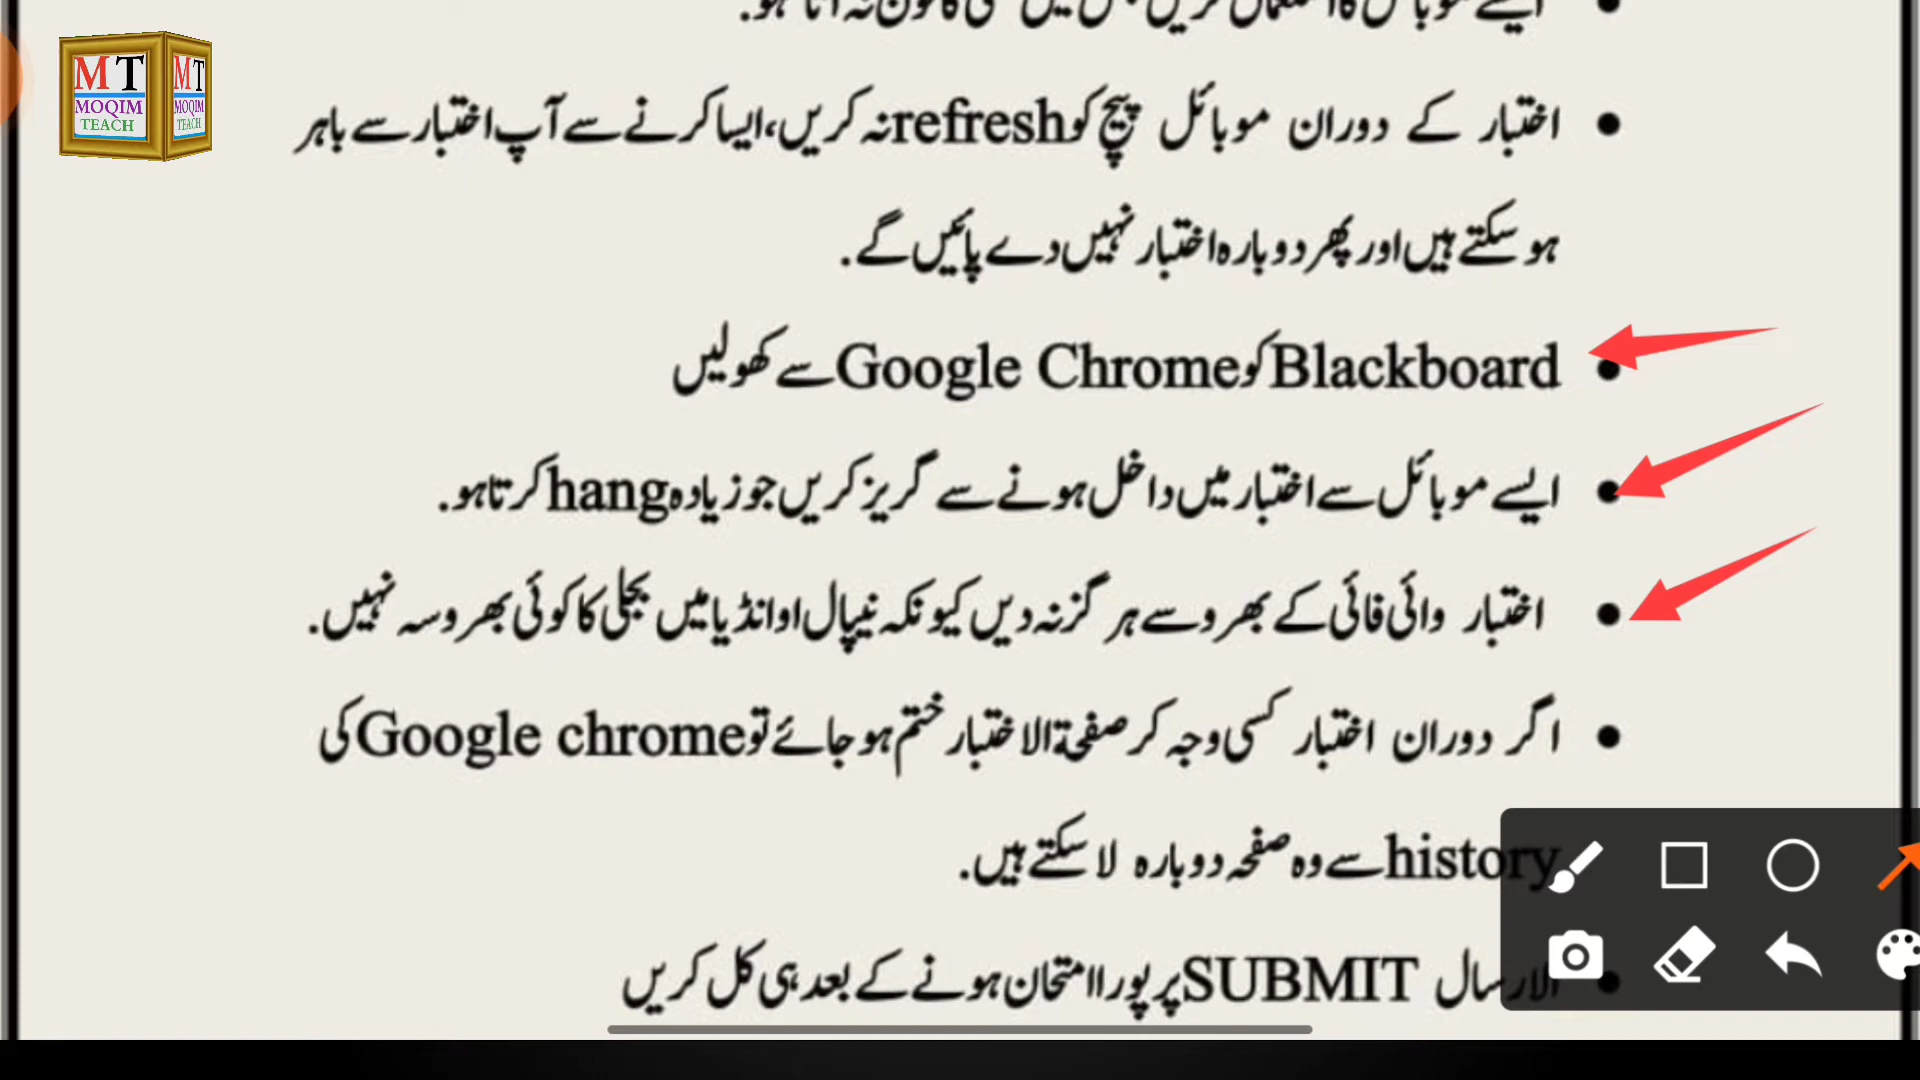 MT
MOQIM
TEACH
MT
MOQIM
TEACH
اختبار کے دوران موبائل پیج کو refresh نہ کریں، ایسا کرنے سے آپ اختبار سے باہر
ہو سکتے ہیں اور پھر دوبارہ اختبار نہیں دے پائیں گے.
Blackboard کو Google Chrome سے کھولیں
ایسے موبائل سے اختبار میں داخل ہونے سے گریز کریں جو زیادہ hang کرتا ہو.
اختبار وائی فائی کے بھروسے ہر گز نہ دیں کیونکہ نیپال او انڈیا میں بجلی کا کوئی بھروسہ نہیں.
اگر دوران اختبار کسی وجہ کر صفحۃ الاختبار ختم ہو جائے تو Google chrome کی
history سے وہ صفحہ دوبارہ لا سکتے ہیں.
الارسال SUBMIT پر پورا امتحان ہونے کے بعد ہی کل کریں